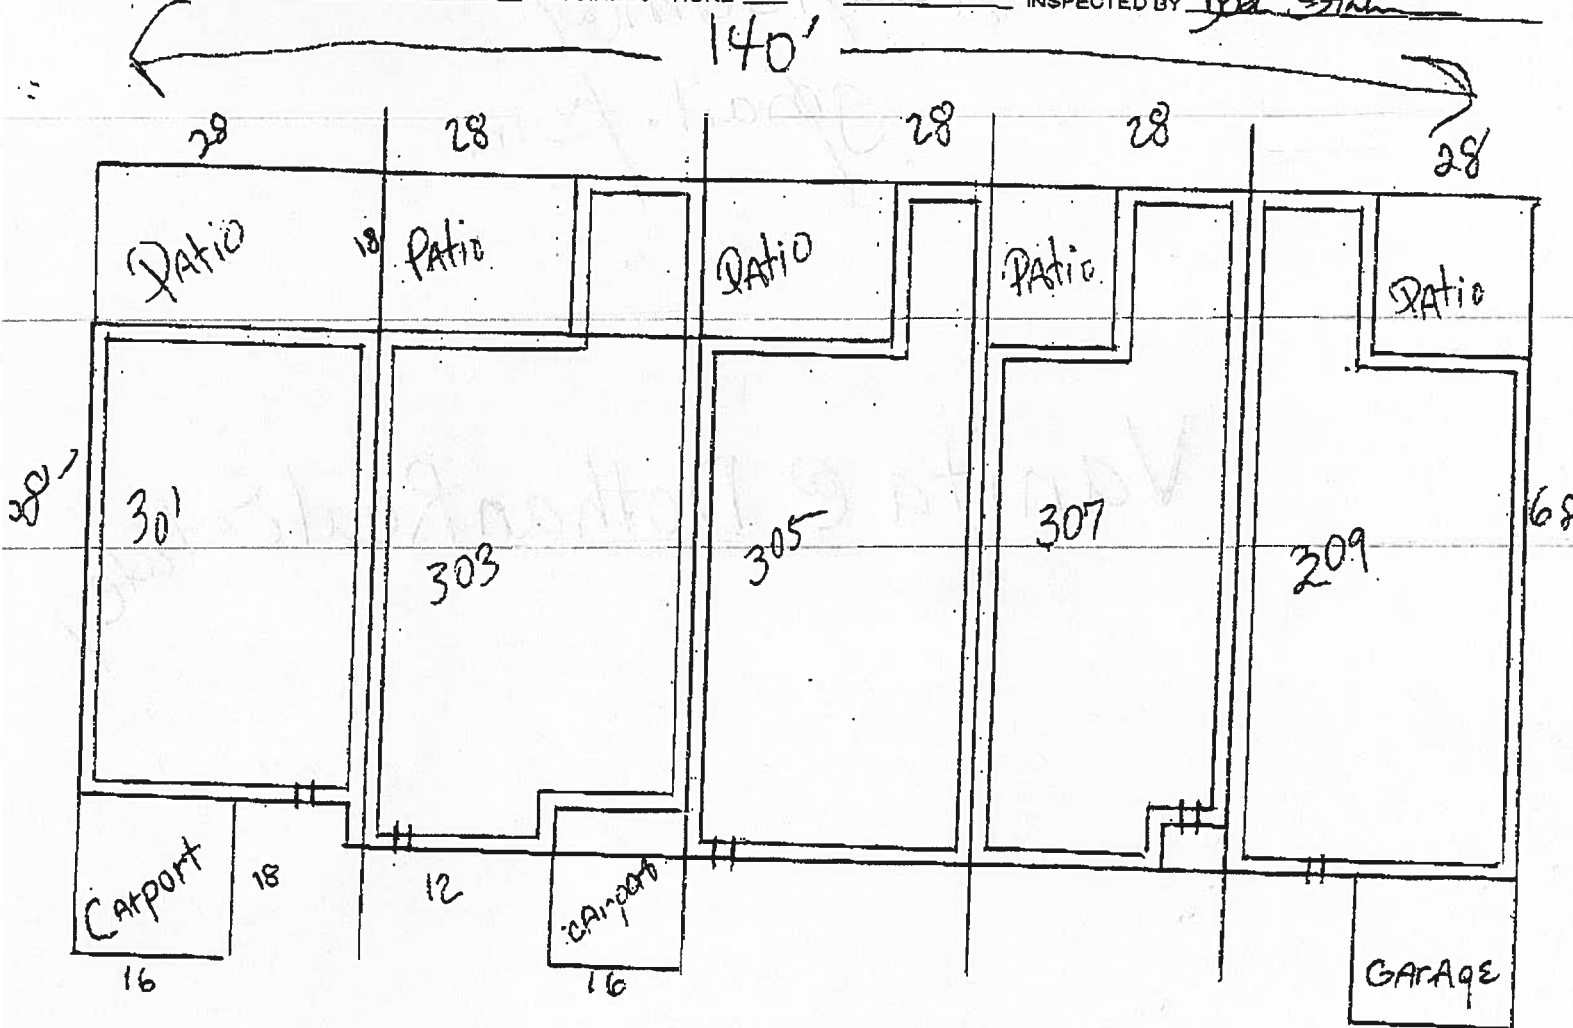 INSPECTED BY
140'
28 28 28 28 28
Patio 18 Patio Patio Patio Patio
28'
301 303 305 307 209
68
Carport 18 12 carport
16 16 GArAge